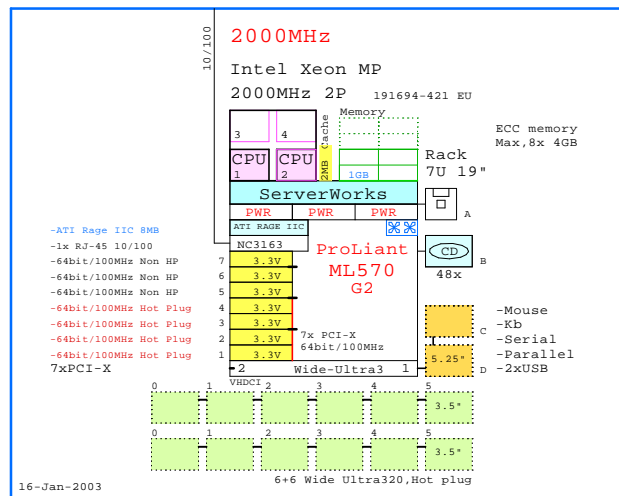 2000MHz
10/100
Intel Xeon MP
2000MHz 2P 191694-421 EU
Memory
3 4
2MB Cache
ECC memory
Max,8x 4GB
CPU CPU
1 2
1GB
Rack
7U 19"
ServerWorks
PWR PWR PWR
A
-ATI Rage IIC 8MB
ATI RAGE IIC
-1x RJ-45 10/100
NC3163
ProLiant
ML570
G2
CD
B
48x
-64bit/100MHz Non HP 7 3.3V
-64bit/100MHz Non HP 6 3.3V
-64bit/100MHz Non HP 5 3.3V
-64bit/100MHz Hot Plug 4 3.3V
-64bit/100MHz Hot Plug 3 3.3V
-64bit/100MHz Hot Plug 2 3.3V
-64bit/100MHz Hot Plug 1 3.3V
7xPCI-X
7x PCI-X
64bit/100MHz
C
5.25"
D
-Mouse
-Kb
-Serial
-Parallel
-2xUSB
2 Wide-Ultra3 1
VHDCI
0 1 2 3 4 5
3.5"
0 1 2 3 4 5
3.5"
6+6 Wide Ultra320,Hot plug
16-Jan-2003